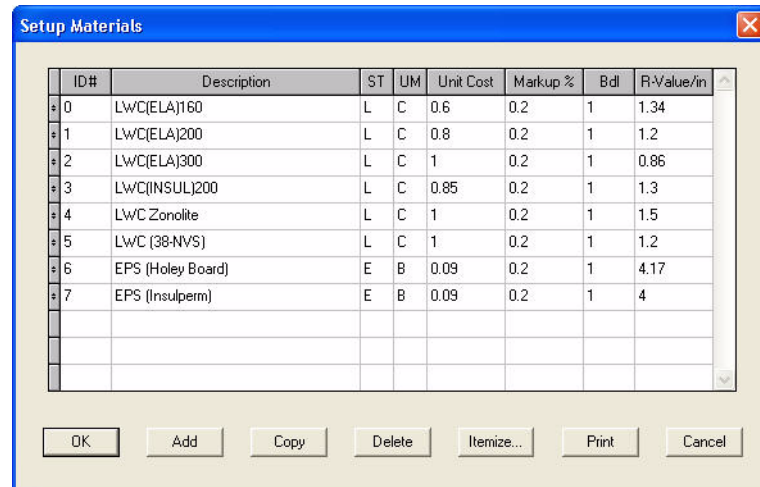 Setup Materials
ID# Description ST UM Unit Cost Markup % Bdl R-Value/in
0 LWC(ELA)160 L C 0.6 0.2 1 1.34
1 LWC(ELA)200 L C 0.8 0.2 1 1.2
2 LWC(ELA)300 L C 1 0.2 1 0.86
3 LWC(INSUL)200 L C 0.85 0.2 1 1.3
4 LWC Zonolite L C 1 0.2 1 1.5
5 LWC (38-NVS) L C 1 0.2 1 1.2
6 EPS (Holey Board) E B 0.09 0.2 1 4.17
7 EPS (Insulperm) E B 0.09 0.2 1 4
OK Add Copy Delete Itemize... Print Cancel